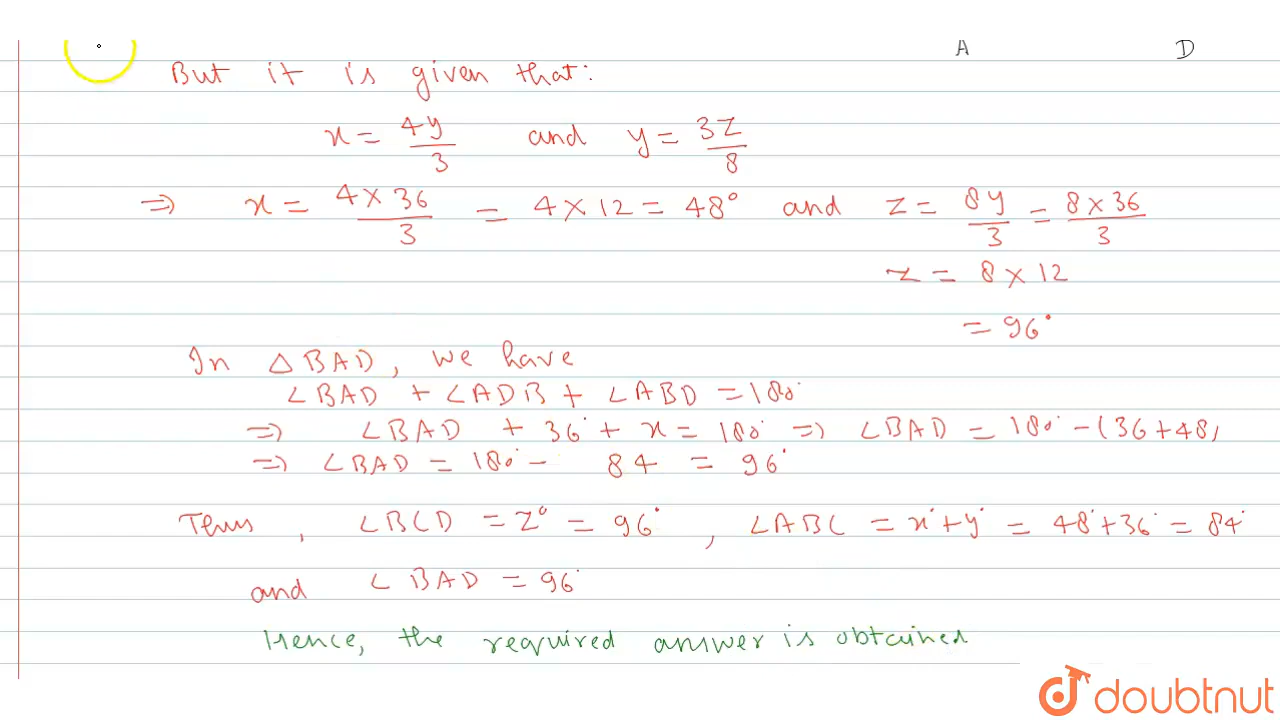 A D
But it is given that:
x = 4y/3 and y = 3z/8
⇒ x = 4×36/3 = 4×12 = 48° and z = 8y/3 = 8×36/3
z = 8×12
= 96°
In △BAD, we have
∠BAD + ∠ADB + ∠ABD = 180°
⇒ ∠BAD + 36° + x = 180° ⇒ ∠BAD = 180° - (36+48)
⇒ ∠BAD = 180° - 84 = 96°
Thus, ∠BCD = z° = 96°, ∠ABC = x°+y° = 48°+36° = 84°
and ∠BAD = 96°
Hence, the required answer is obtained
doubtnut